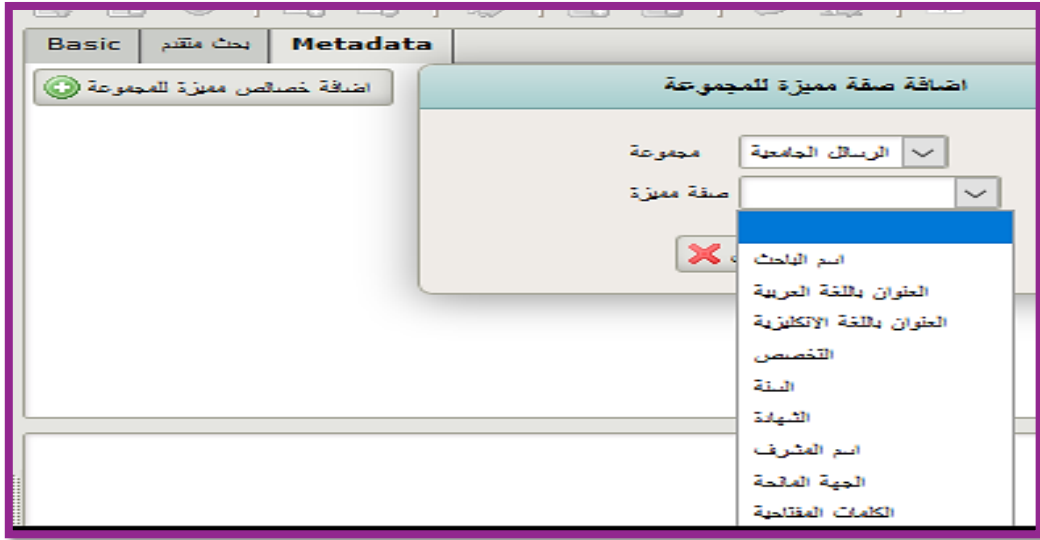 Basic
بحث متقدم
Metadata
اضافة خصائص مميزة للمجموعة
اضافة صفة مميزة للمجموعة
مجموعة
الرسائل الجامعية
صفة مميزة
اسم الباحث
العنوان باللغة العربية
العنوان باللغة الانكليزية
التخصص
السنة
الشهادة
اسم المشرف
الجهة المانحة
الكلمات المفتاحية